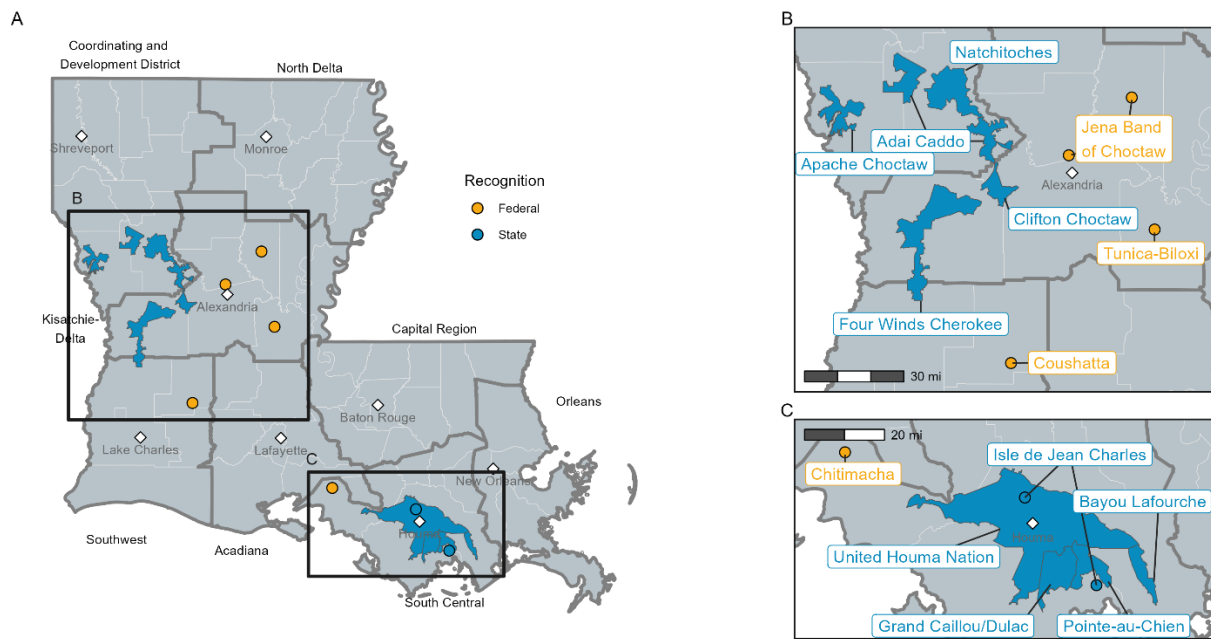 A
Coordinating and
Development District
North Delta
Shreveport
Monroe
Recognition
Federal
State
B
Alexandria
Kisatchie-
Delta
Capital Region
Baton Rouge
Orleans
Lake Charles
Lafayette
C
New Orleans
Houma
Southwest
Acadiana
South Central
B
Natchitoches
Jena Band
of Choctaw
Adai Caddo
Apache Choctaw
Alexandria
Clifton Choctaw
Tunica-Biloxi
Four Winds Cherokee
Coushatta
30 mi
C
20 mi
Isle de Jean Charles
Chitimacha
Bayou Lafourche
Houma
United Houma Nation
Grand Caillou/Dulac
Pointe-au-Chien